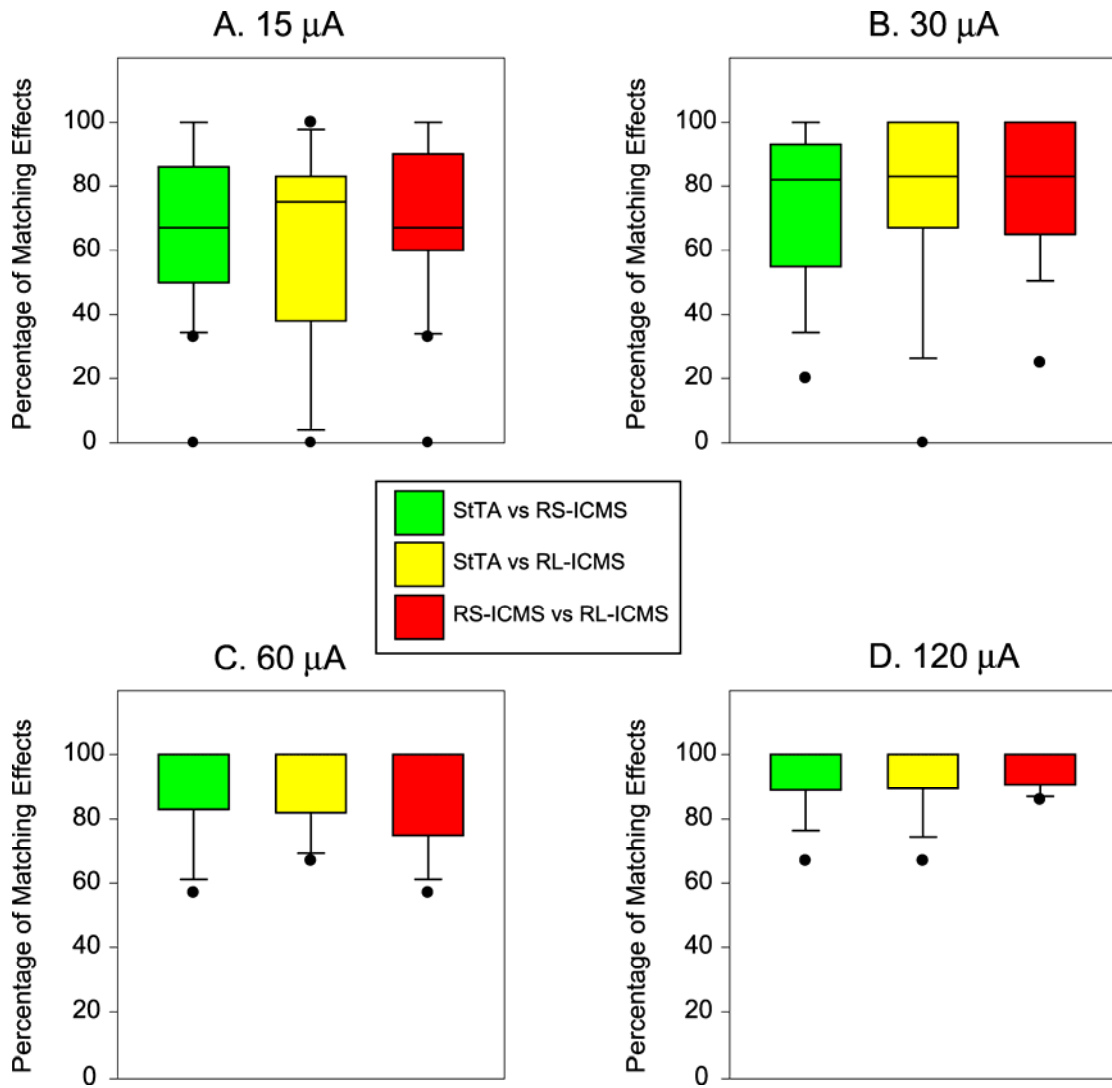 A. 15 μA
Percentage of Matching Effects
100
80
60
40
20
0
B. 30 μA
Percentage of Matching Effects
100
80
60
40
20
0
StTA vs RS-ICMS
StTA vs RL-ICMS
RS-ICMS vs RL-ICMS
C. 60 μA
Percentage of Matching Effects
100
80
60
40
20
0
D. 120 μA
Percentage of Matching Effects
100
80
60
40
20
0